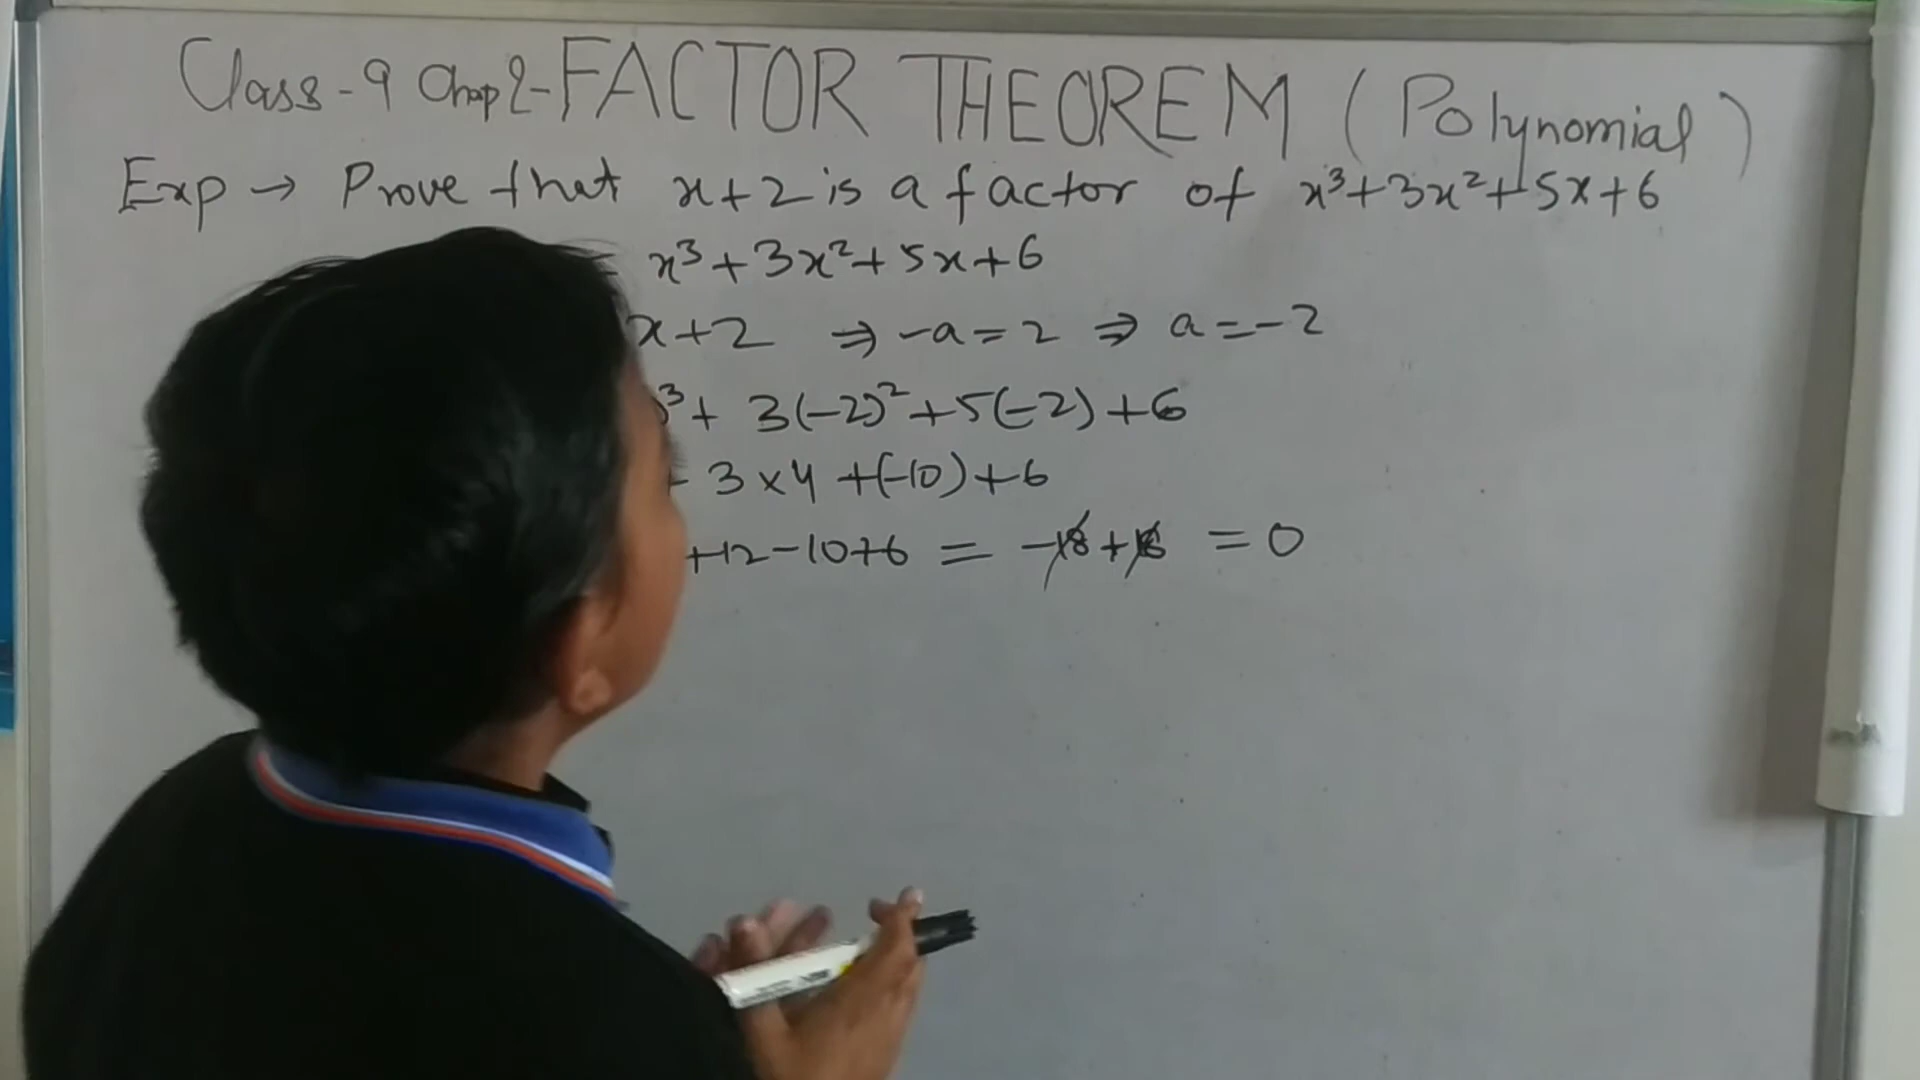 Class-9 Chap 2-FACTOR THEOREM (Polynomial)
Exp → Prove that x+2 is a factor of x³+3x²+5x+6
= x³+3x²+5x+6
x+2 ⇒ -a=2 ⇒ a=-2
)³+ 3(-2)²+5(-2)+6
3×4 +(-10)+6
+12-10+6 = -18+18 = 0